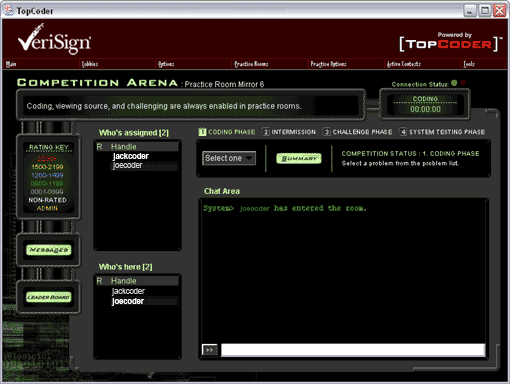 TopCoder
VeriSign
Powered by
[TOPCODER]™
Main Lobbies Options Practice Rooms Practice Options Active Contests Tools
COMPETITION ARENA : Practice Room Mirror 6
Connection Status:
Coding, viewing source, and challenging are always enabled in practice rooms.
CODING
00:00:00
RATING KEY
1500-2199
1200-1499
0900-1199
0001-0899
NON-RATED
ADMIN
MESSAGES
LEADER BOARD
Who's assigned [2]
R Handle
jackcoder
joecoder
Who's here [2]
R Handle
jackcoder
joecoder
1 CODING PHASE 2 INTERMISSION 3 CHALLENGE PHASE 4 SYSTEM TESTING PHASE
Select one
SUMMARY
COMPETITION STATUS : 1. CODING PHASE
Select a problem from the problem list.
Chat Area
System> joecoder has entered the room.
>>